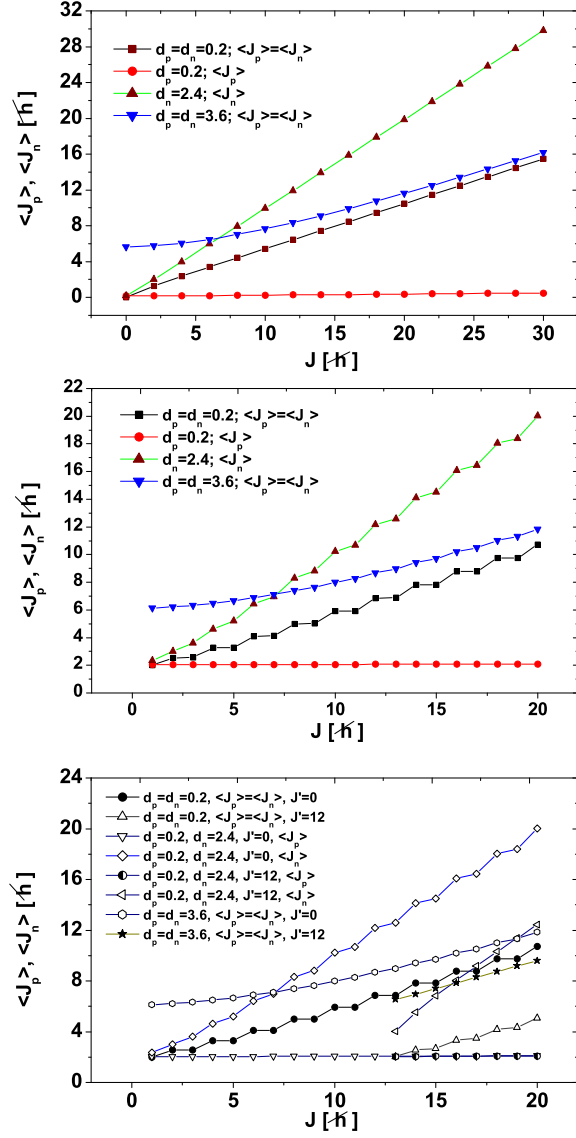 32
28
24
20
16
12
8
4
0
<J_p>, <J_n> [ħ]
d_p=d_n=0.2; <J_p>=<J_n>
d_p=0.2; <J_p>
d_n=2.4; <J_n>
d_p=d_n=3.6; <J_p>=<J_n>
0 5 10 15 20 25 30
J [ħ]
22
20
18
16
14
12
10
8
6
4
2
0
<J_p>, <J_n> [ħ]
d_p=d_n=0.2; <J_p>=<J_n>
d_p=0.2; <J_p>
d_n=2.4; <J_n>
d_p=d_n=3.6; <J_p>=<J_n>
0 5 10 15 20
J [ħ]
24
20
16
12
8
4
0
<J_p>, <J_n> [ħ]
d_p=d_n=0.2, <J_p>=<J_n>, J'=0
d_p=d_n=0.2, <J_p>=<J_n>, J'=12
d_p=0.2, d_n=2.4, J'=0, <J_p>
d_p=0.2, d_n=2.4, J'=0, <J_n>
d_p=0.2, d_n=2.4, J'=12, <J_p>
d_p=0.2, d_n=2.4, J'=12, <J_n>
d_p=d_n=3.6, <J_p>=<J_n>, J'=0
d_p=d_n=3.6, <J_p>=<J_n>, J'=12
0 5 10 15 20
J [ħ]